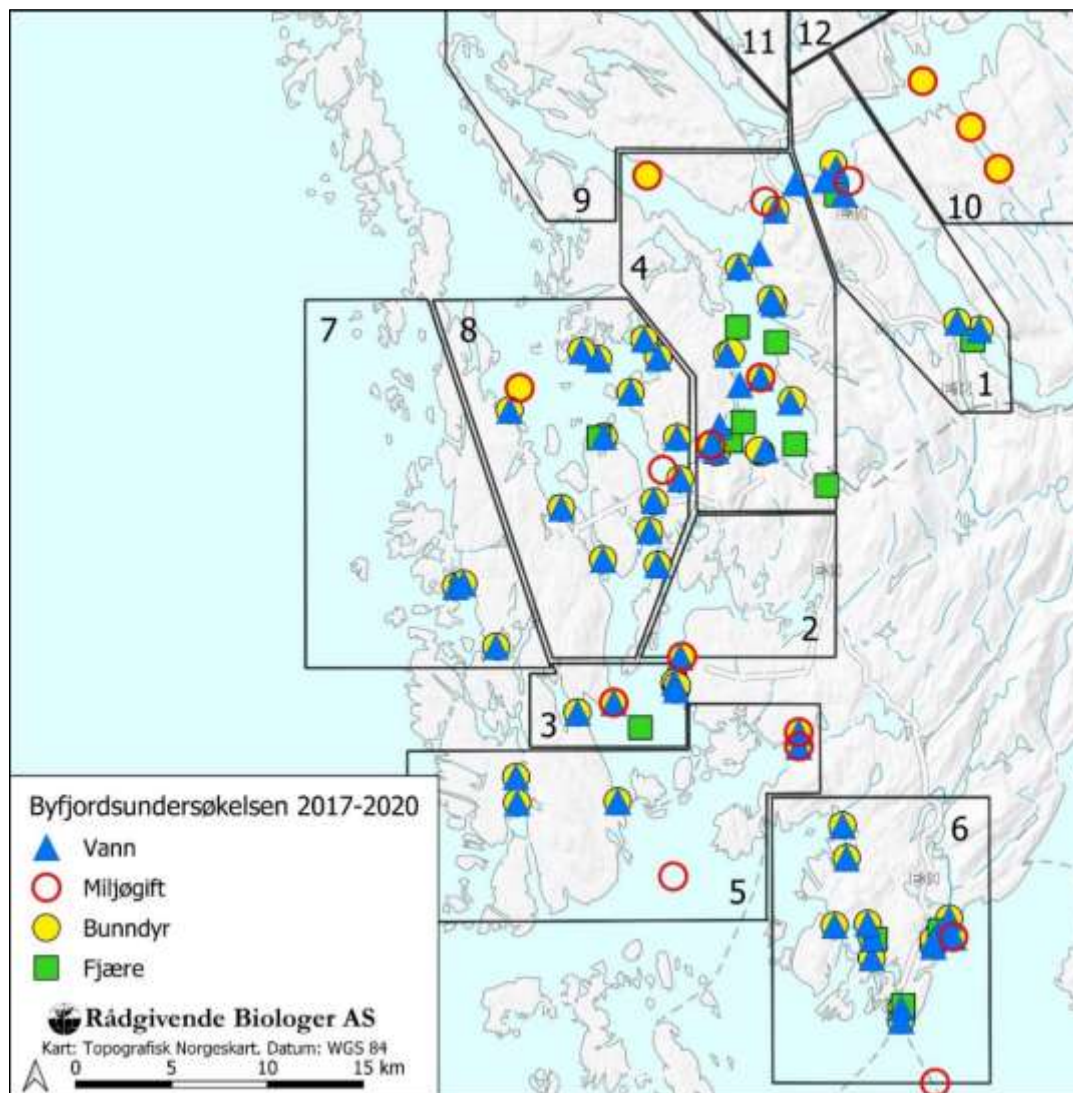 11
12
9
10
4
7
8
1
2
3
5
6
Byfjordsundersøkelsen 2017-2020
Vann
Miljøgift
Bunndyr
Fjære
Rådgivende Biologer AS
Kart: Topografisk Norgeskart. Datum: WGS 84
0 5 10 15 km